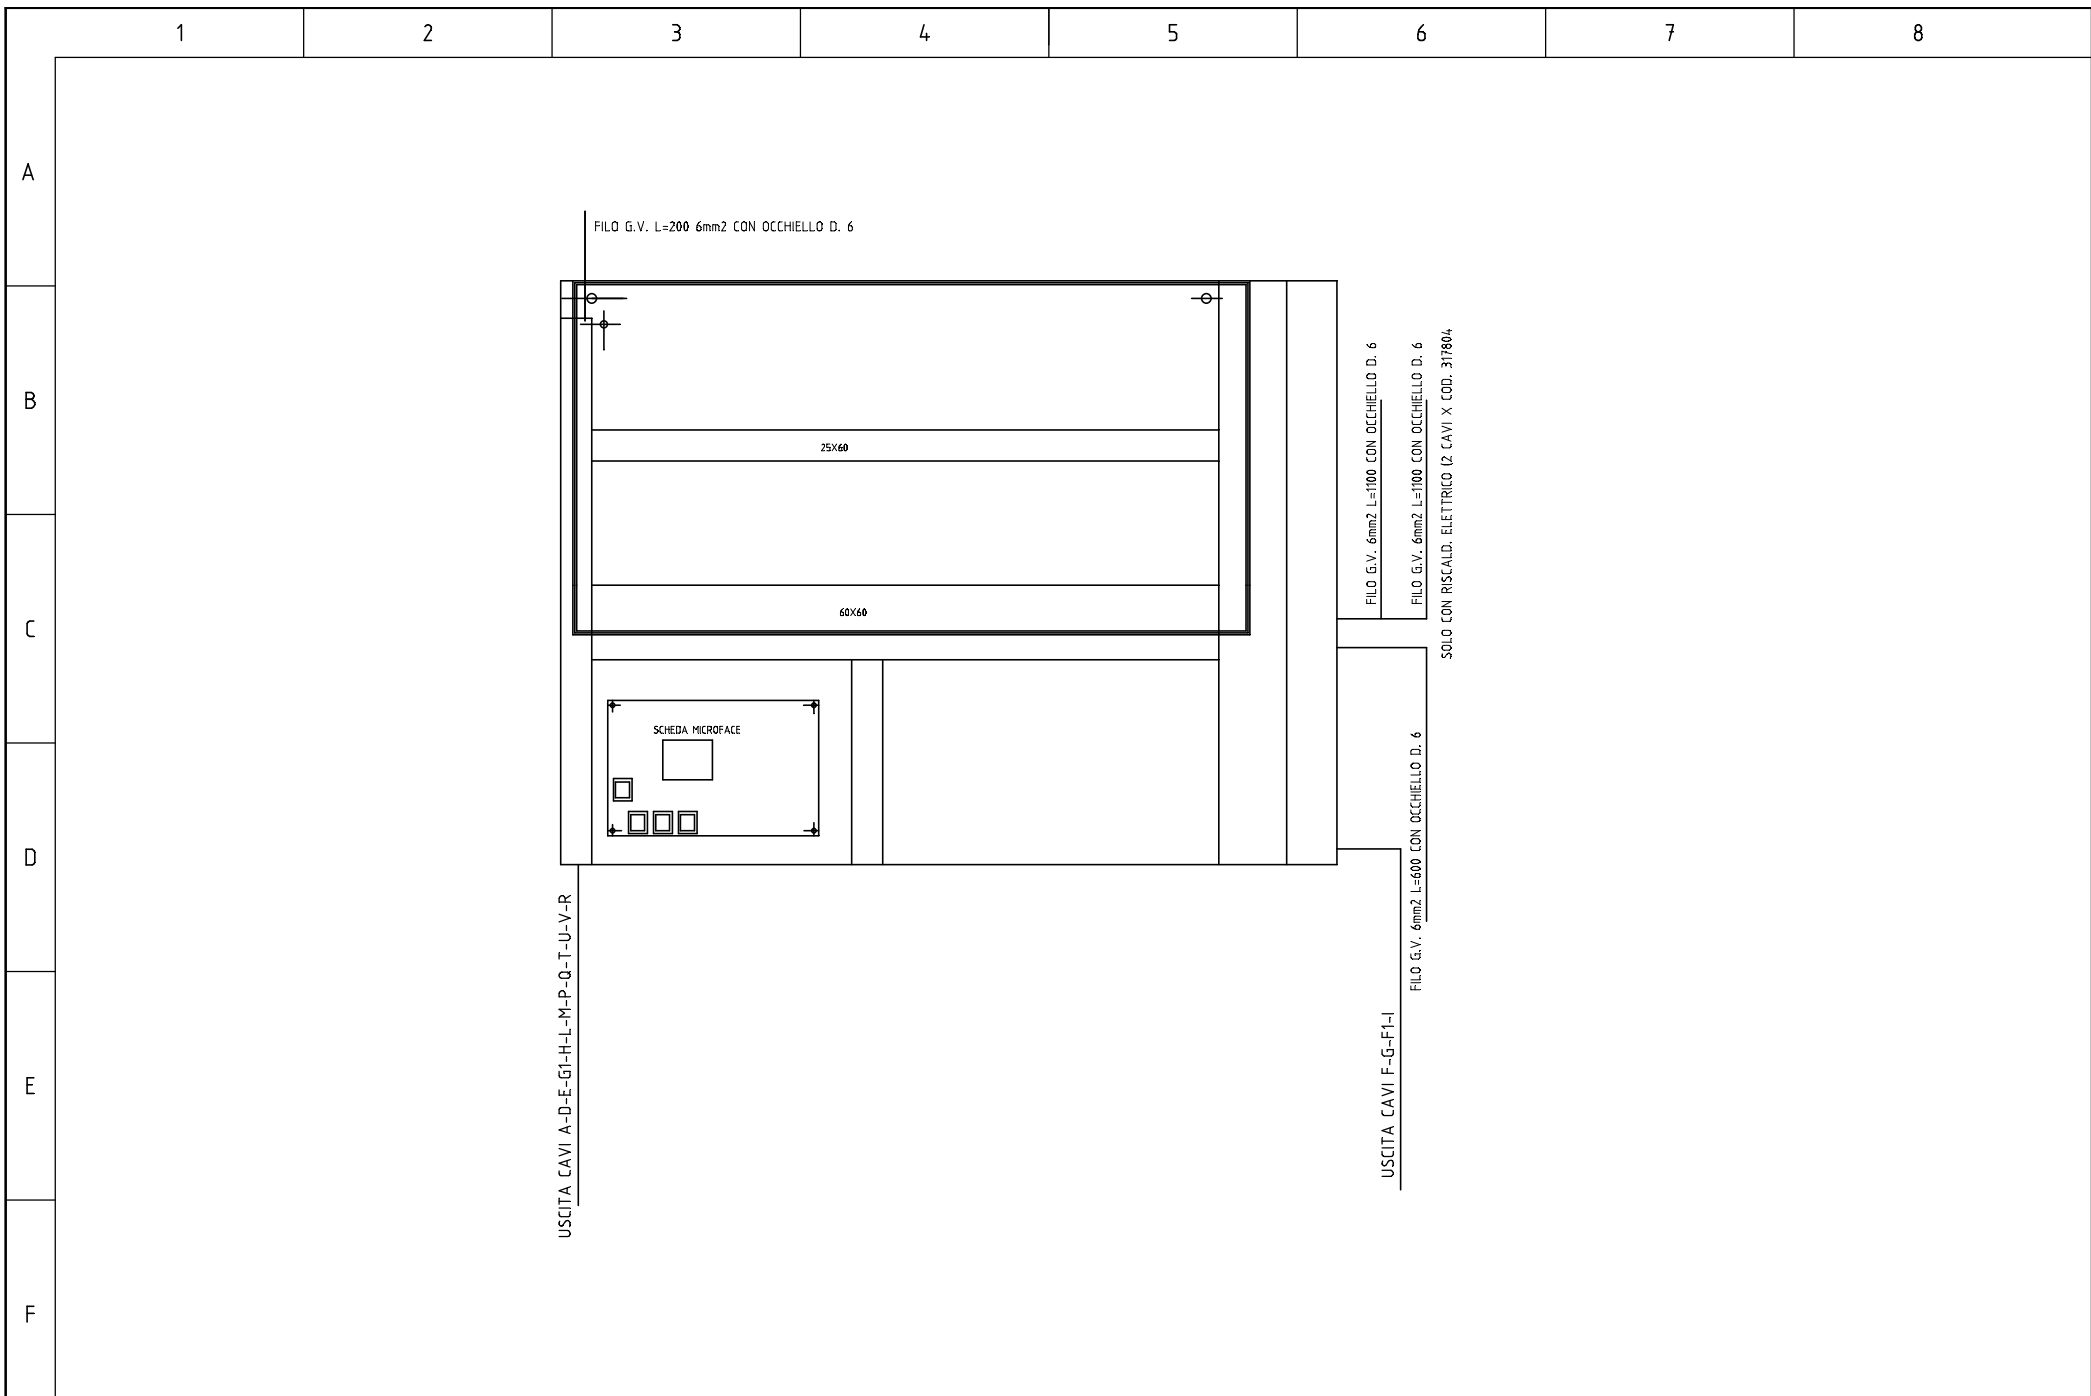 1 2 3 4 5 6 7 8
A
FILO G.V. L=200 6mm2 CON OCCHIELLO D. 6
B
25X60
FILO G.V. 6mm2 L=1100 CON OCCHIELLO D. 6
FILO G.V. 6mm2 L=1100 CON OCCHIELLO D. 6
SOLO CON RISCALD. ELETTRICO (2 CAVI X COD. 317804
C
60X60
SCHEDA MICROFACE
FILO G.V. 6mm2 L=600 CON OCCHIELLO D. 6
D
USCITA CAVI A-D-E-G1-H-L-M-P-Q-T-U-V-R
USCITA CAVI F-G-F1-I
E
F